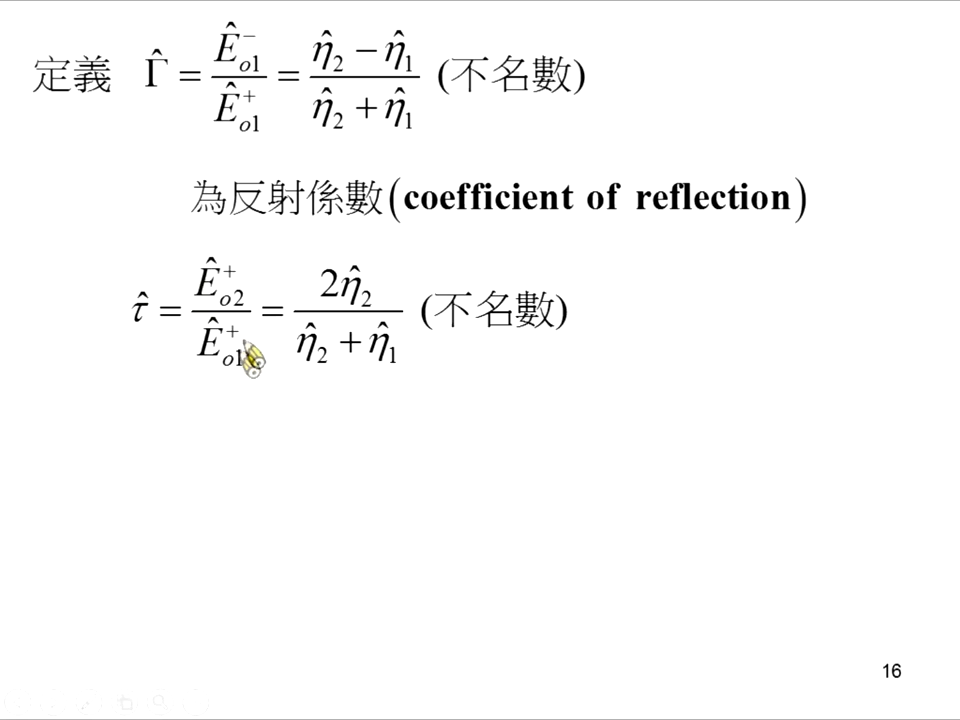 定義 Γ̂ = Ê⁻ₒ₁ / Ê⁺ₒ₁ = (η̂₂ − η̂₁) / (η̂₂ + η̂₁) (不名數)
為反射係數(coefficient of reflection)
τ̂ = Ê⁺ₒ₂ / Ê⁺ₒ₁ = 2η̂₂ / (η̂₂ + η̂₁) (不名數)
16